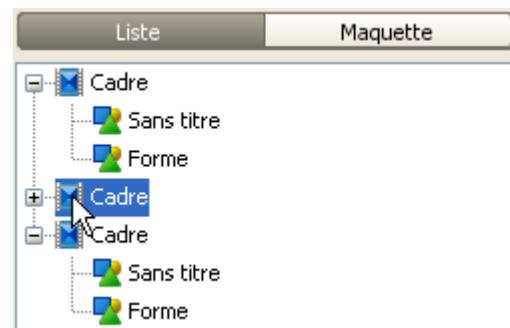 Liste Maquette
Cadre
Sans titre
Forme
Cadre
Cadre
Sans titre
Forme